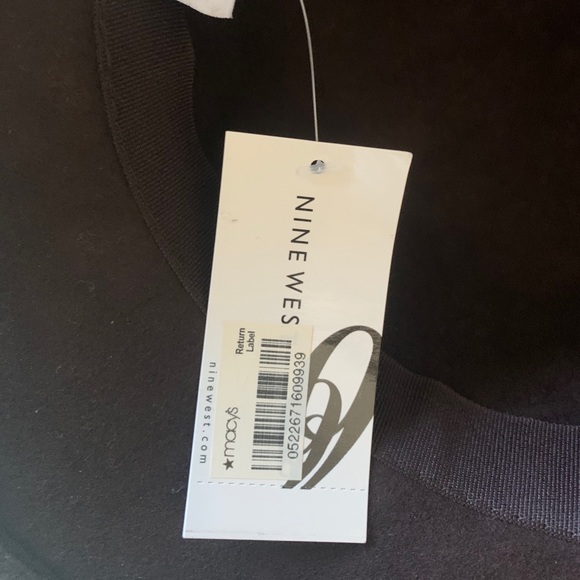 NINE WES
Return
Label
0522671609939
★macy's
ninewest.com